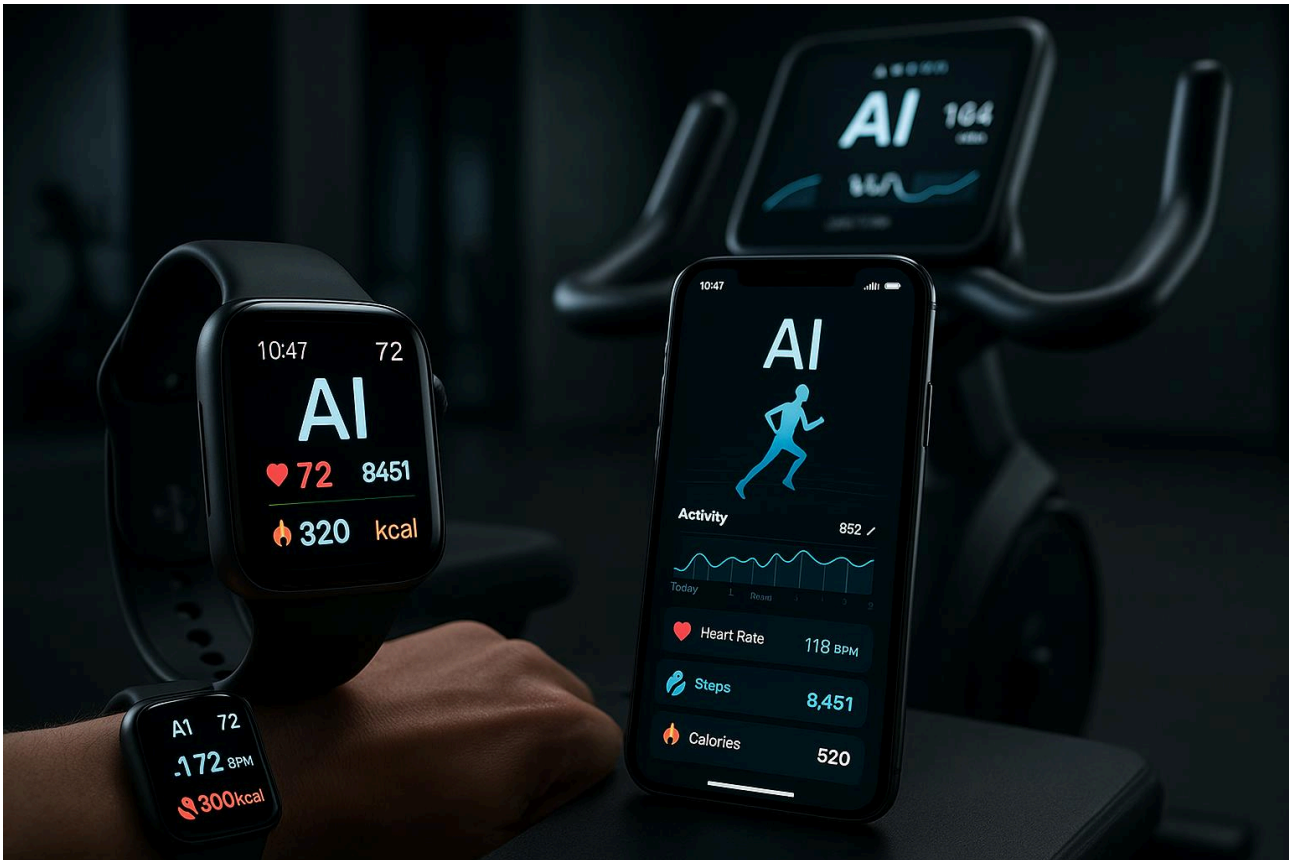 10:47 72
AI
72 8451
320 kcal
A1 72
.172 8PM
300kcal
AI 164
10:47
AI
Activity
852
Today
Heart Rate 118 BPM
Steps 8,451
Calories 520